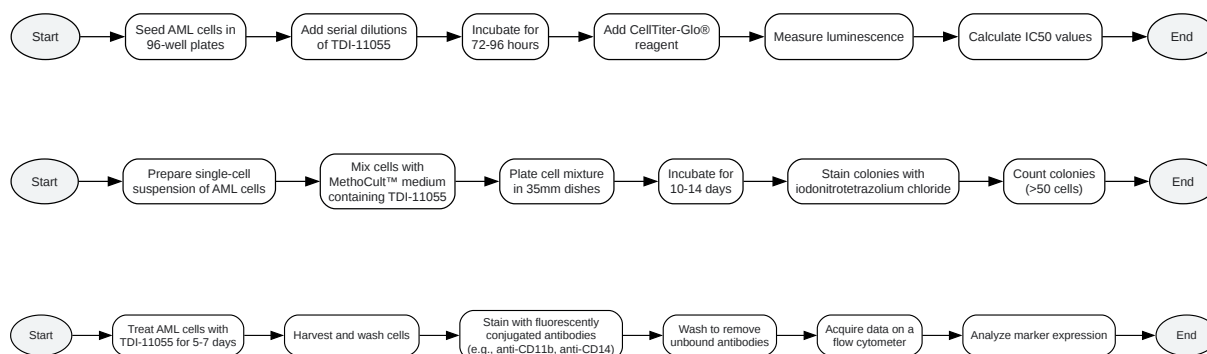 Start
Seed AML cells in
96-well plates
Add serial dilutions
of TDI-11055
Incubate for
72-96 hours
Add CellTiter-Glo®
reagent
Measure luminescence
Calculate IC50 values
End
Start
Prepare single-cell
suspension of AML cells
Mix cells with
MethoCult™ medium
containing TDI-11055
Plate cell mixture
in 35mm dishes
Incubate for
10-14 days
Stain colonies with
iodonitrotetrazolium chloride
Count colonies
(>50 cells)
End
Start
Treat AML cells with
TDI-11055 for 5-7 days
Harvest and wash cells
Stain with fluorescently
conjugated antibodies
(e.g., anti-CD11b, anti-CD14)
Wash to remove
unbound antibodies
Acquire data on a
flow cytometer
Analyze marker expression
End